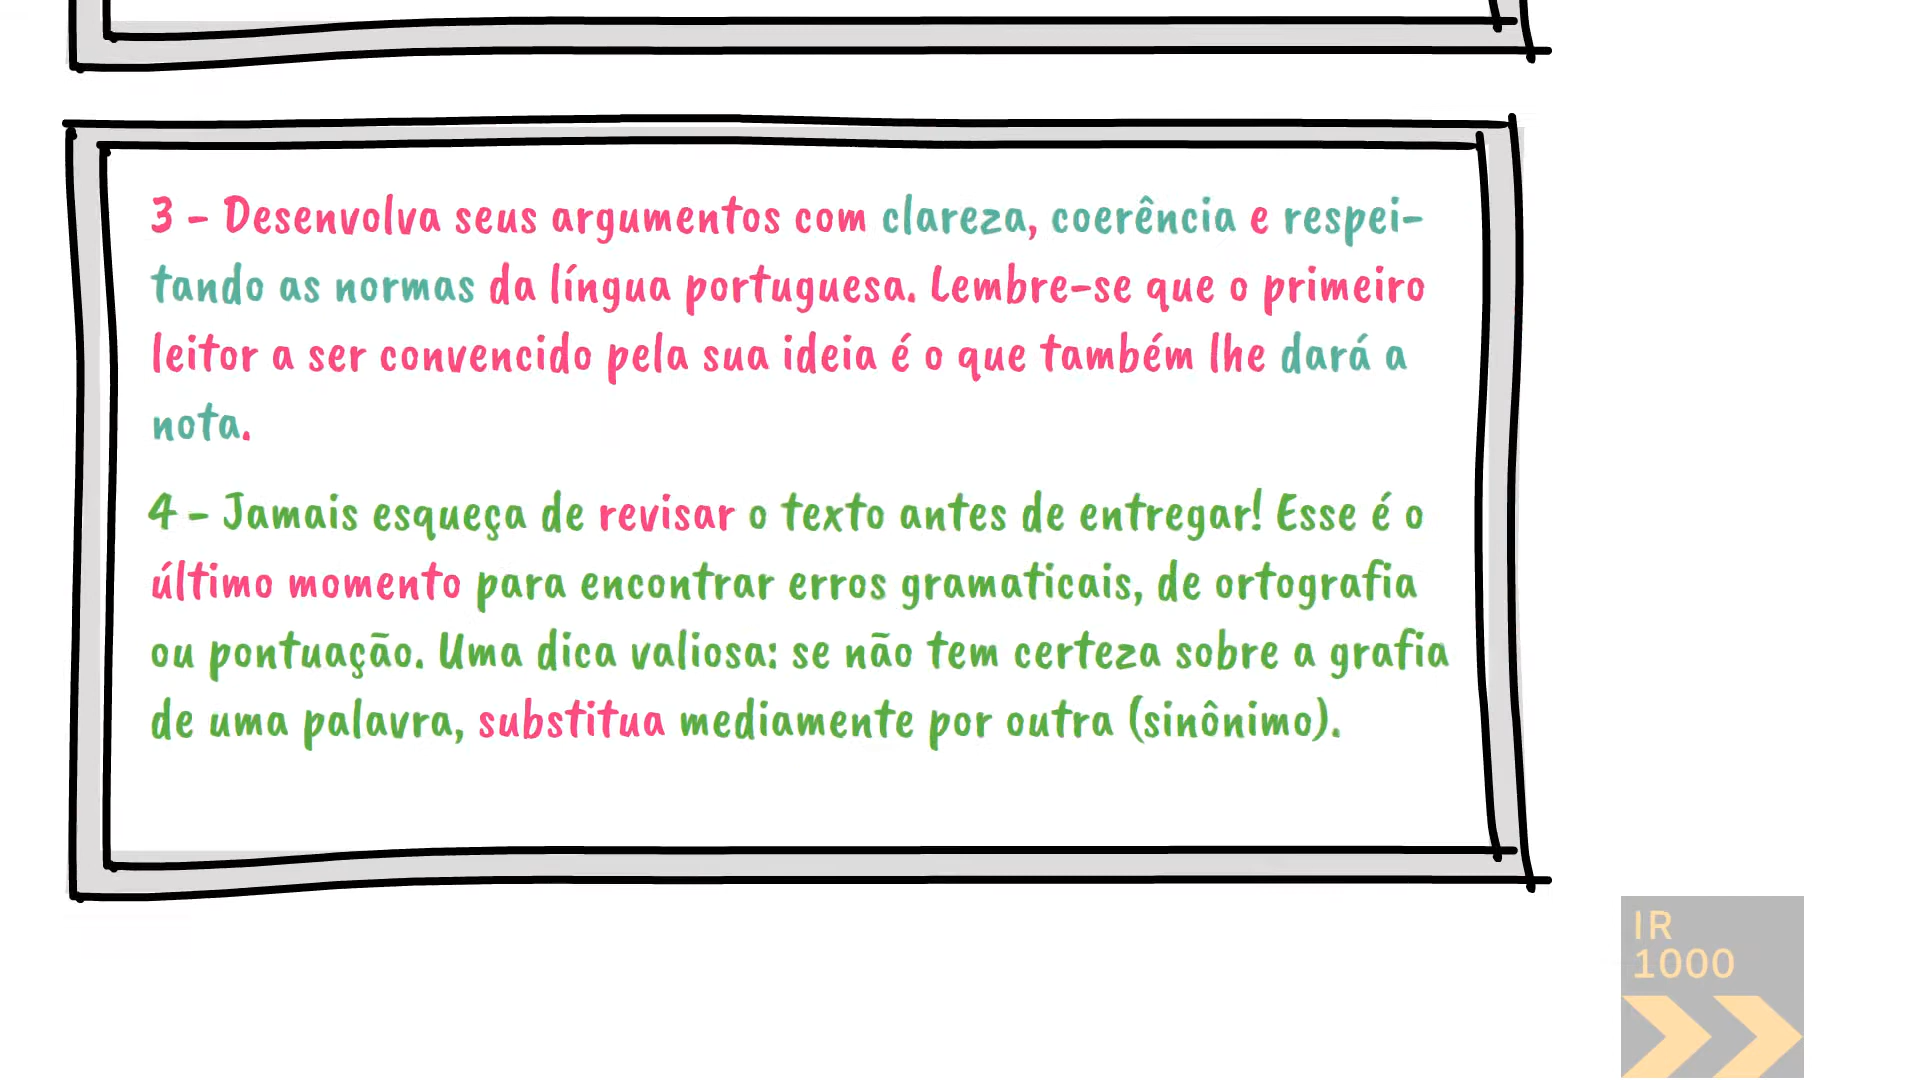 3 - Desenvolva seus argumentos com clareza, coerência e respei-
tando as normas da língua portuguesa. Lembre-se que o primeiro
leitor a ser convencido pela sua ideia é o que também lhe dará a
nota.
4 - Jamais esqueça de revisar o texto antes de entregar! Esse é o
último momento para encontrar erros gramaticais, de ortografia
ou pontuação. Uma dica valiosa: se não tem certeza sobre a grafia
de uma palavra, substitua mediamente por outra (sinônimo).
IR
1000